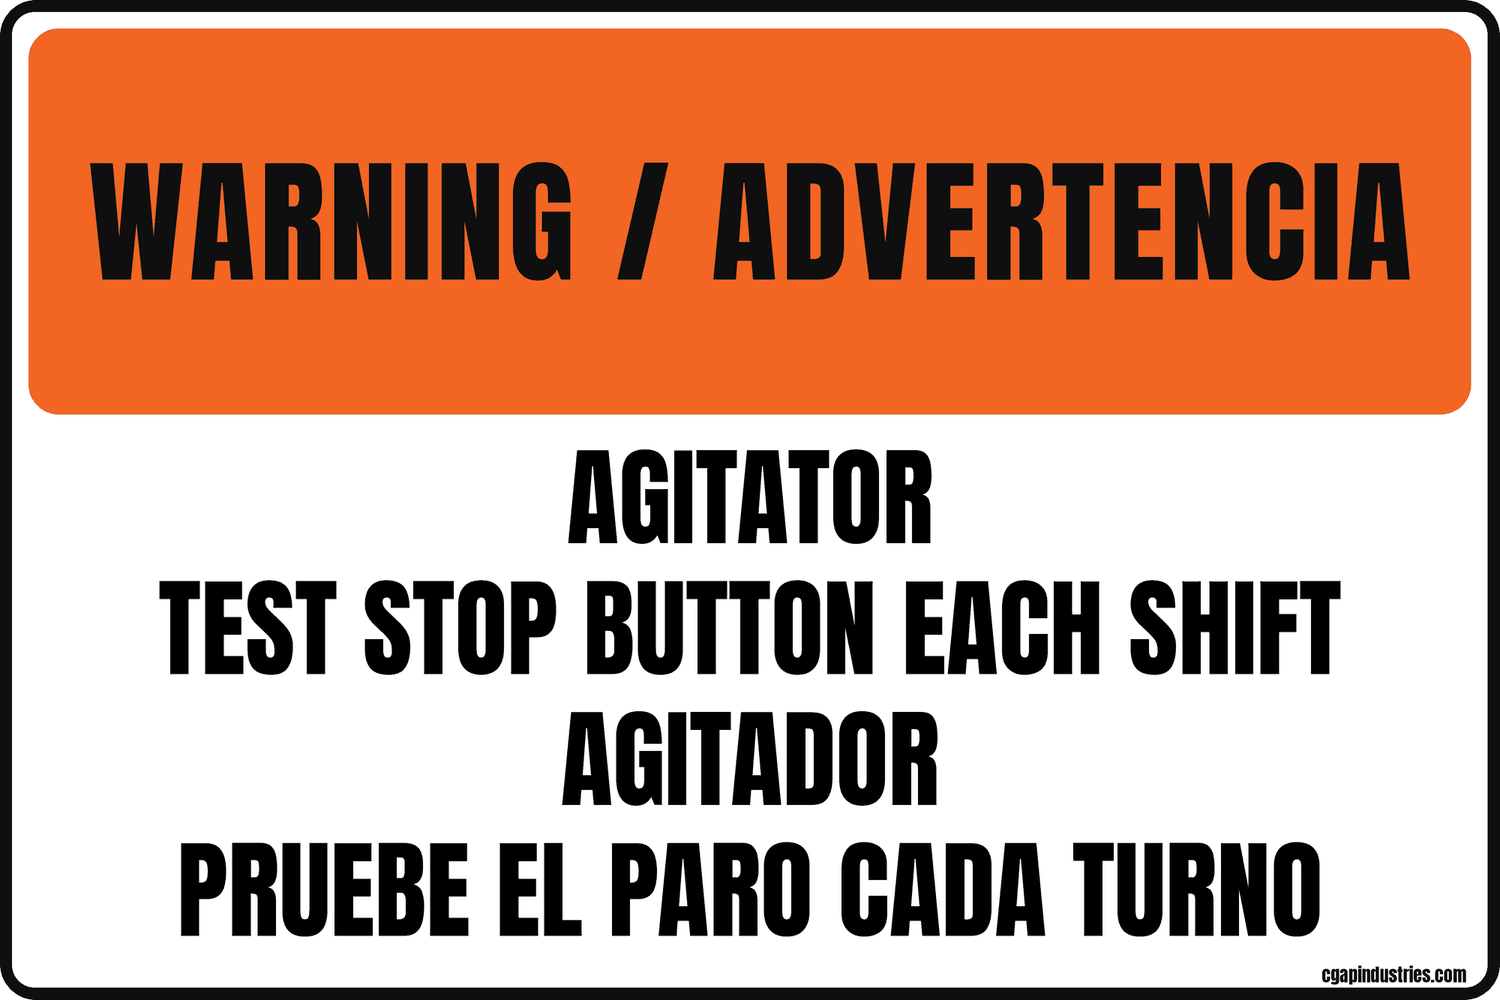 WARNING / ADVERTENCIA
AGITATOR
TEST STOP BUTTON EACH SHIFT
AGITADOR
PRUEBE EL PARO CADA TURNO
cgapindustries.com